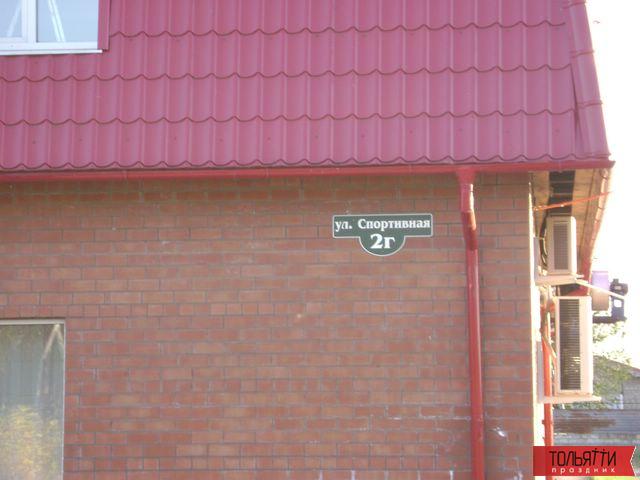 ул. Спортивная
2г
ТОЛЬЯТТИ
праздник